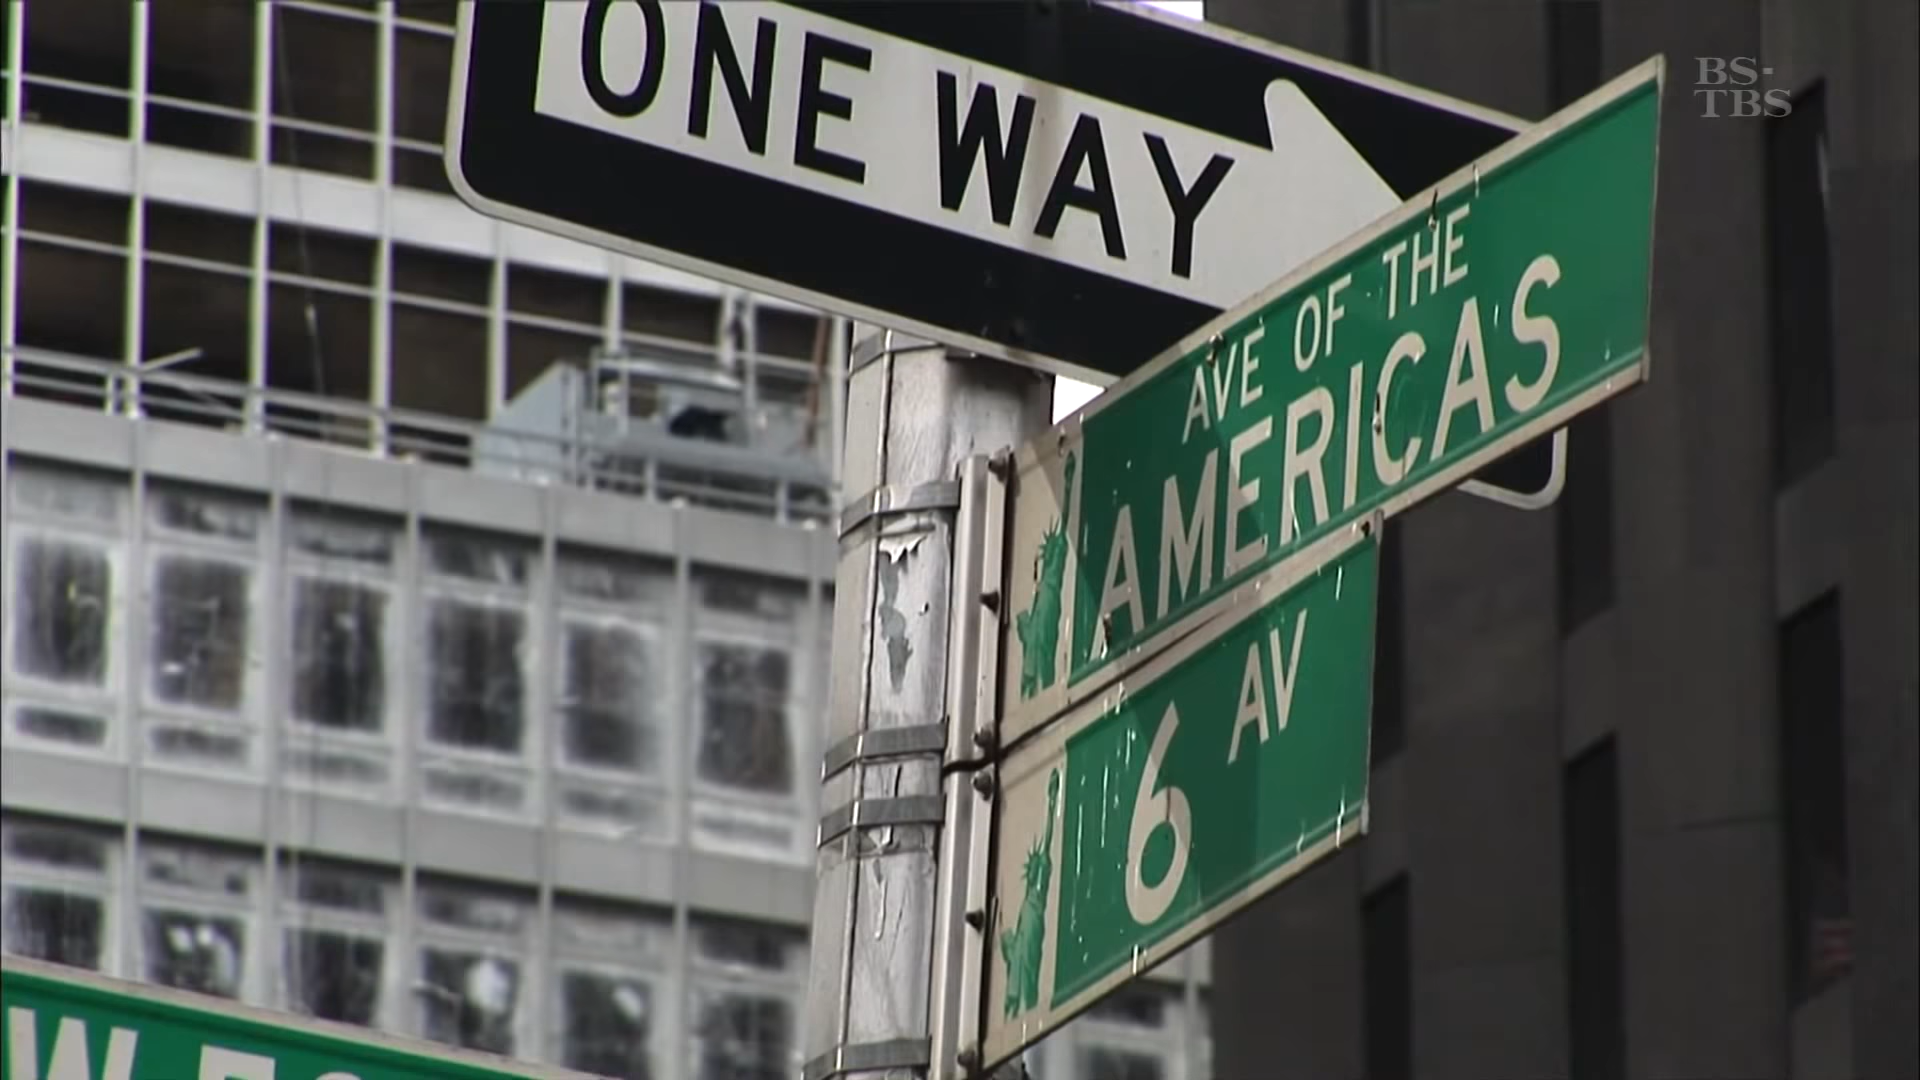 ONE WAY
BS-
TBS
AVE OF THE
AMERICAS
6 AV
W